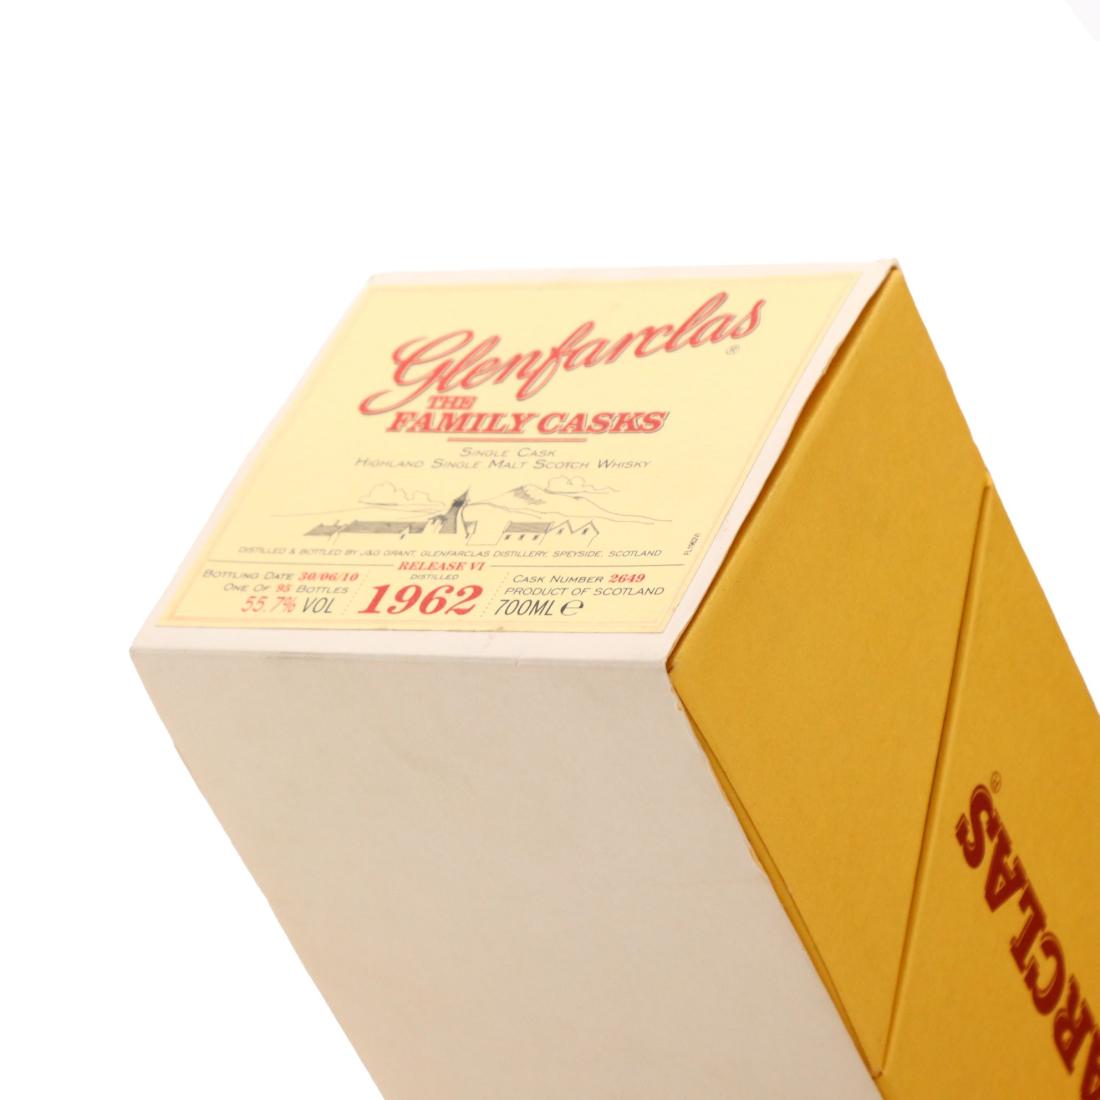 Glenfarclas®
THE
FAMILY CASKS
SINGLE CASK
HIGHLAND SINGLE MALT SCOTCH WHISKY
DISTILLED & BOTTLED BY J&G GRANT, GLENFARCLAS DISTILLERY, SPEYSIDE, SCOTLAND
RELEASE VI
BOTTLING DATE 30/06/10
ONE OF 95 BOTTLES
55.7% VOL
DISTILLED
1962
CASK NUMBER 2649
PRODUCT OF SCOTLAND
700ML ℮
ARCLAS®